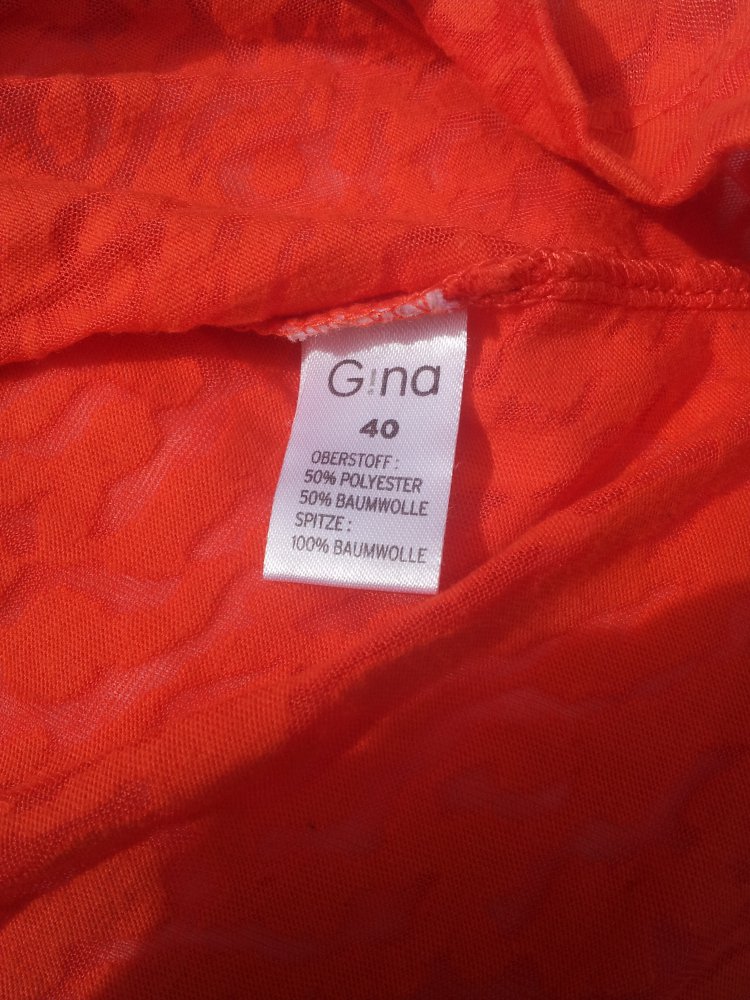 G!na
40
OBERSTOFF:
50% POLYESTER
50% BAUMWOLLE
SPITZE:
100% BAUMWOLLE